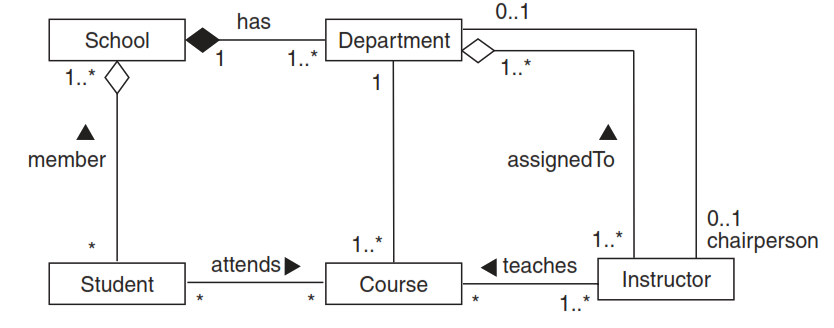 0..1
has
School
Department
1
1..*
1..*
1..*
1
member
assignedTo
0..1
chairperson
*
1..*
1..*
attends
teaches
Student
Course
Instructor
*
*
*
1..*